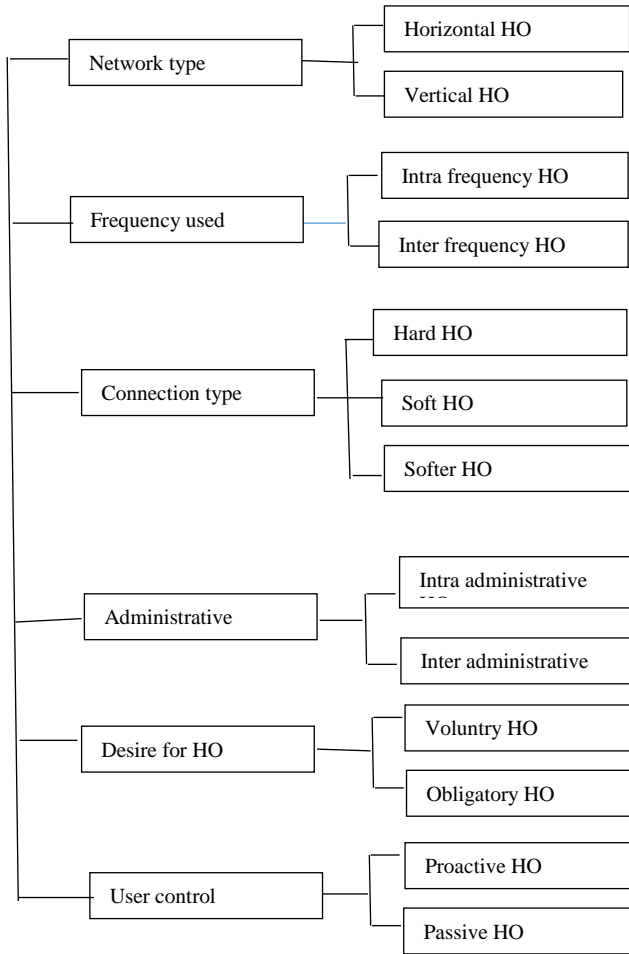 Network type
Horizontal HO
Vertical HO
Frequency used
Intra frequency HO
Inter frequency HO
Connection type
Hard HO
Soft HO
Softer HO
Administrative
Intra administrative
Inter administrative
Desire for HO
Voluntry HO
Obligatory HO
User control
Proactive HO
Passive HO